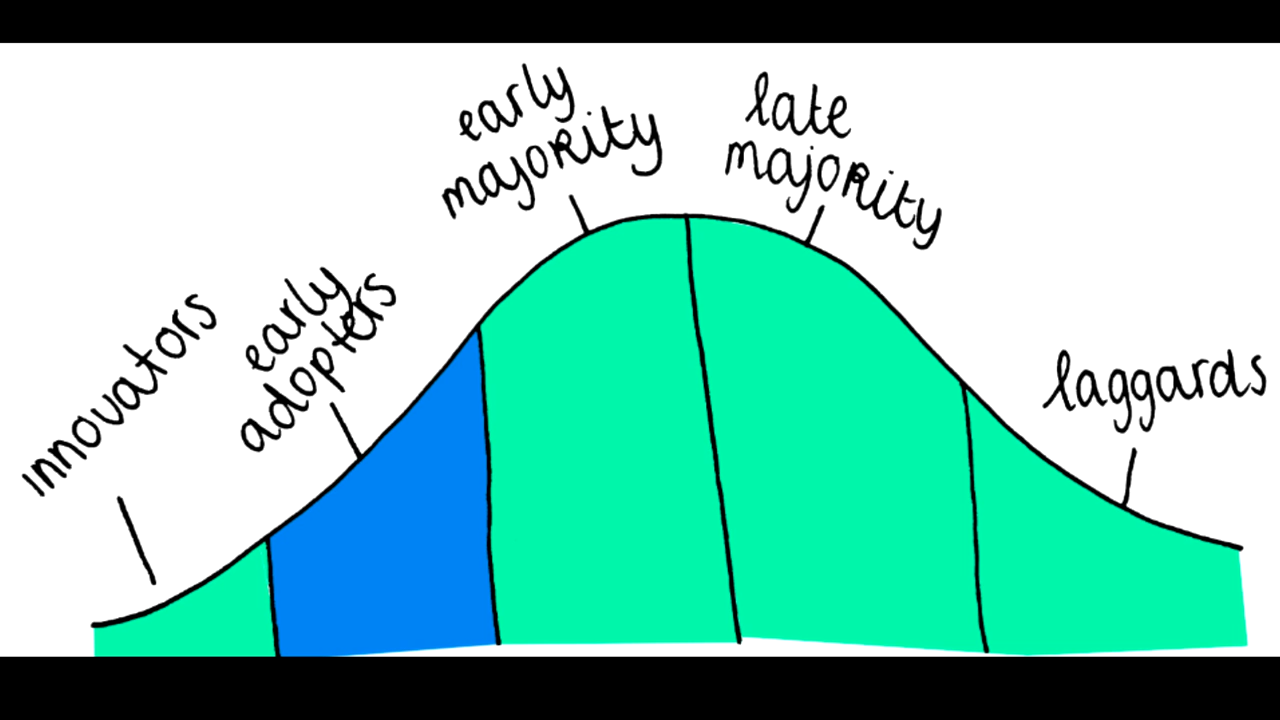 innovators
early
adopters
early
majority
late
majority
laggards